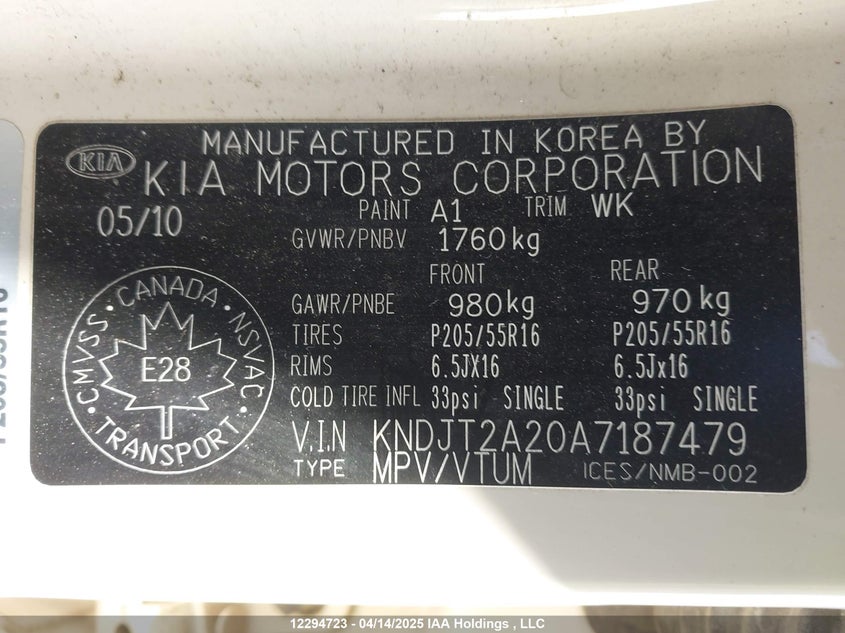 MANUFACTURED IN KOREA BY
KIA
KIA MOTORS CORPORATION
05/10
PAINT A1 TRIM WK
GVWR/PNBV 1760kg
FRONT REAR
GAWR/PNBE 980kg 970kg
TIRES P205/55R16 P205/55R16
RIMS 6.5JX16 6.5Jx16
COLD TIRE INFL 33psi SINGLE 33psi SINGLE
V.I.N KNDJT2A20A7187479
TYPE MPV/VTUM ICES/NMB-002
CANADA
CMVSS · NSVAC
E28
TRANSPORT
12294723 - 04/14/2025 IAA Holdings , LLC